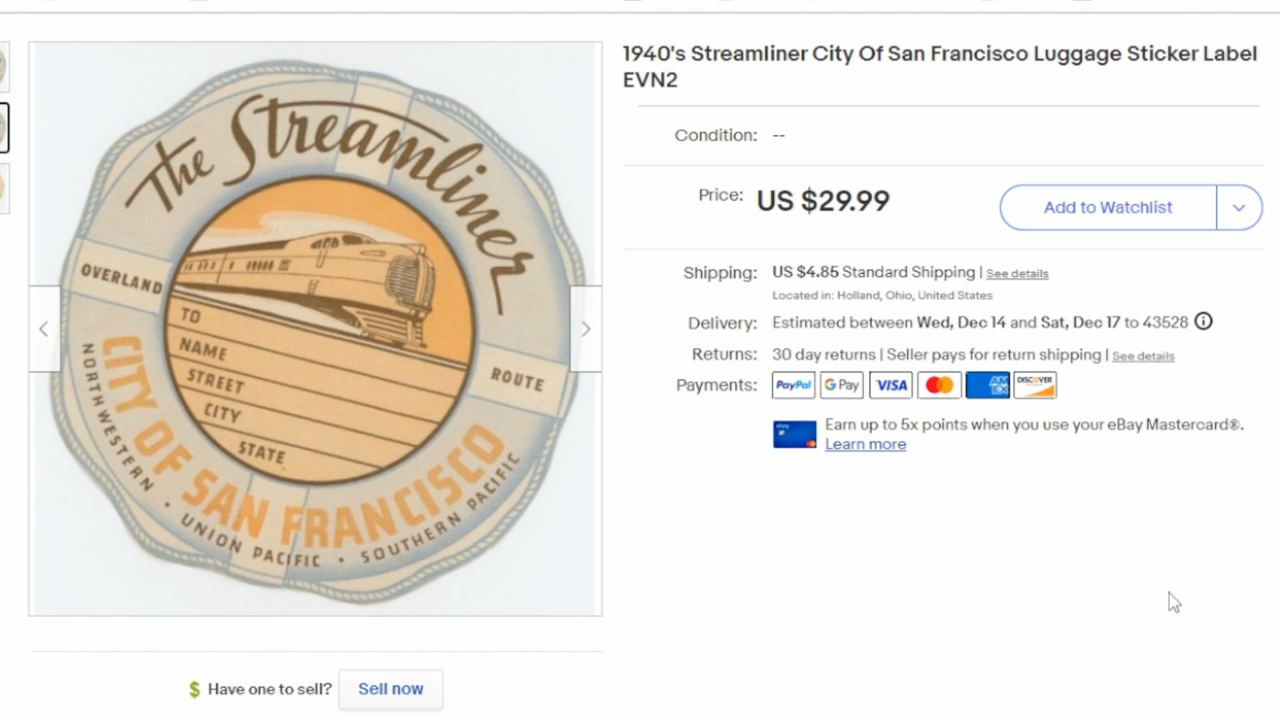 1940's Streamliner City Of San Francisco Luggage Sticker Label
EVN2
The Streamliner
OVERLAND
ROUTE
TO
NAME
STREET
CITY
STATE
CITY OF SAN FRANCISCO
NORTHWESTERN • UNION PACIFIC • SOUTHERN PACIFIC
Condition: --
Price: US $29.99
Add to Watchlist
Shipping: US $4.85 Standard Shipping | See details
Located in: Holland, Ohio, United States
Delivery: Estimated between Wed, Dec 14 and Sat, Dec 17 to 43528
Returns: 30 day returns | Seller pays for return shipping | See details
Payments: PayPal G Pay VISA AM EX DISCOVER
ebay
Earn up to 5x points when you use your eBay Mastercard®.
Learn more
$ Have one to sell? Sell now